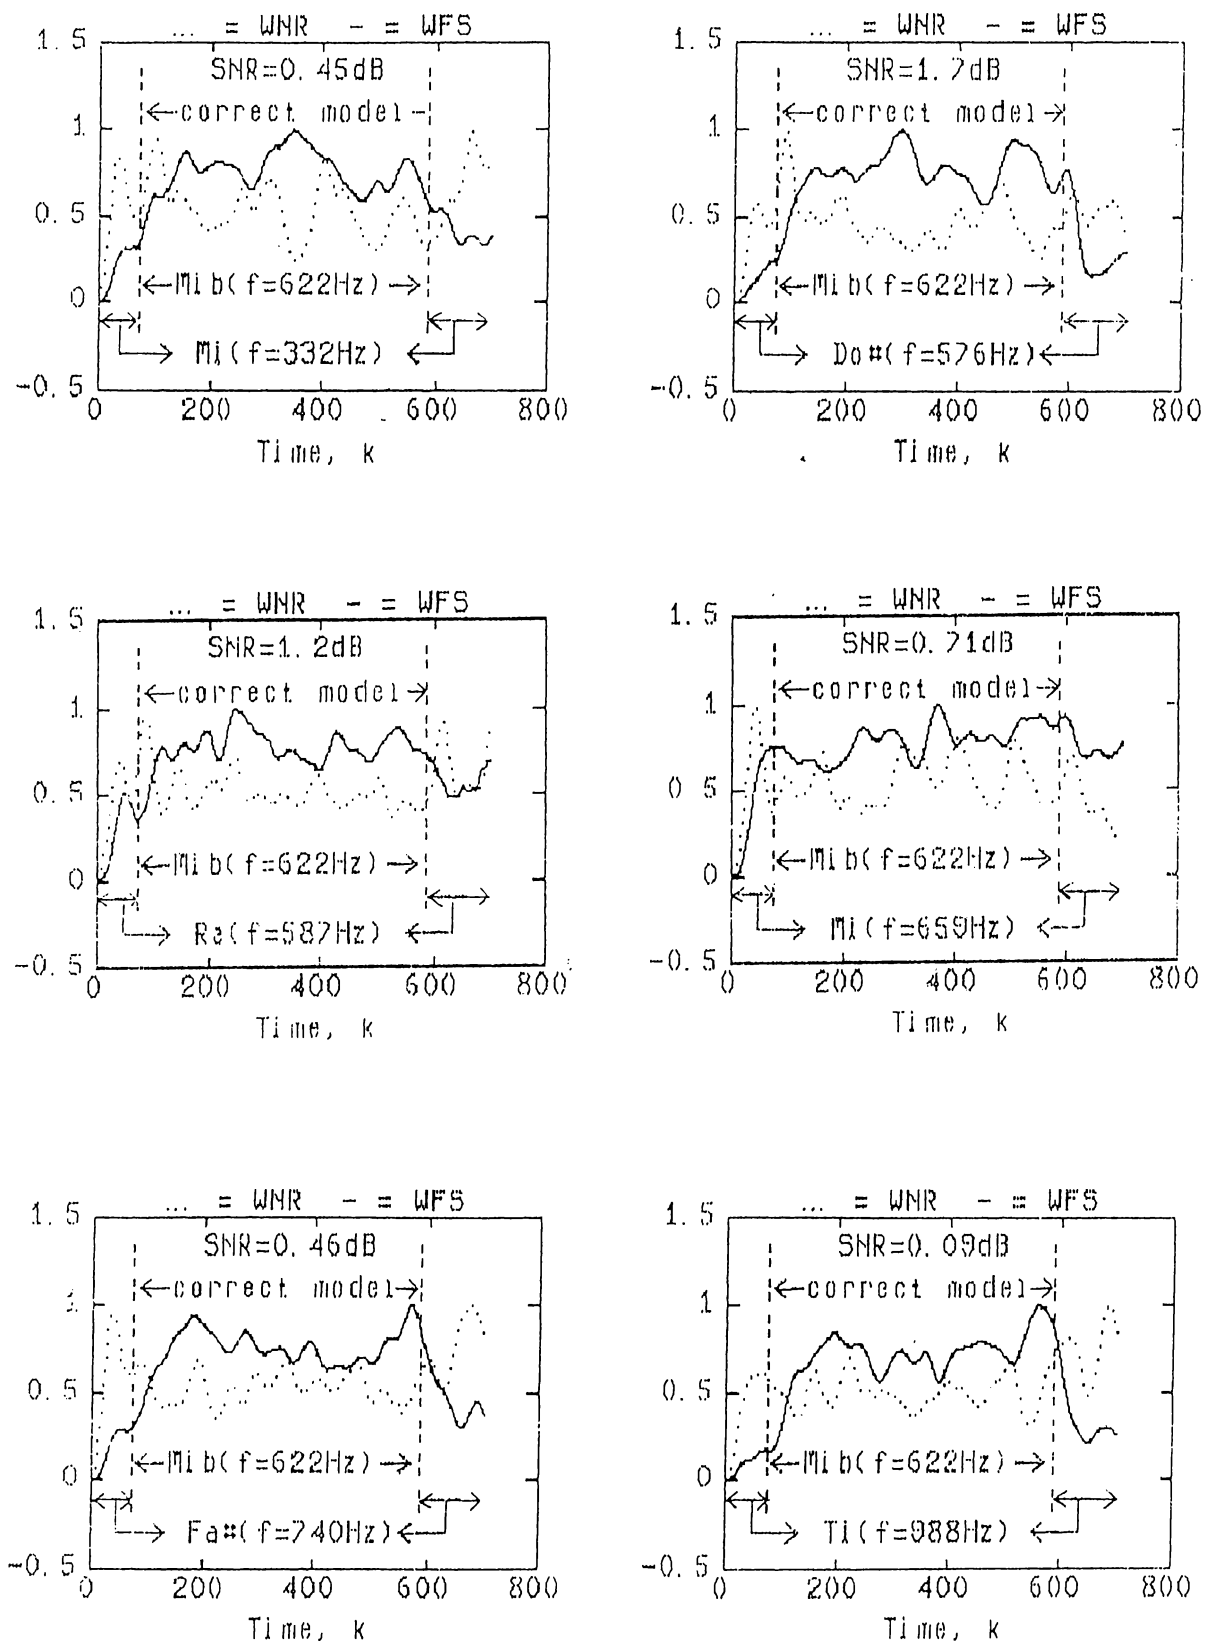 ... = WNR - = WFS
1.5
SNR=0.45dB
correct model
1
0.5
Mib(f=622Hz)
0
Mi(f=332Hz)
-0.5
0 200 400 600 800
Time, k
... = WNR - = WFS
1.5
SNR=1.7dB
correct model
1
0.5
Mib(f=622Hz)
0
Do#(f=576Hz)
-0.5
0 200 400 600 800
Time, k
... = WNR - = WFS
1.5
SNR=1.2dB
correct model
1
0.5
Mib(f=622Hz)
0
Re(f=587Hz)
-0.5
0 200 400 600 800
Time, k
... = WNR - = WFS
1.5
SNR=0.71dB
correct model
1
0.5
Mib(f=622Hz)
0
Mi(f=659Hz)
-0.5
0 200 400 600 800
Time, k
... = WNR - = WFS
1.5
SNR=0.46dB
correct model
1
0.5
Mib(f=622Hz)
0
Fa#(f=740Hz)
-0.5
0 200 400 600 800
Time, k
... = WNR - = WFS
1.5
SNR=0.09dB
correct model
1
0.5
Mib(f=622Hz)
0
Ti(f=988Hz)
-0.5
0 200 400 600 800
Time, k